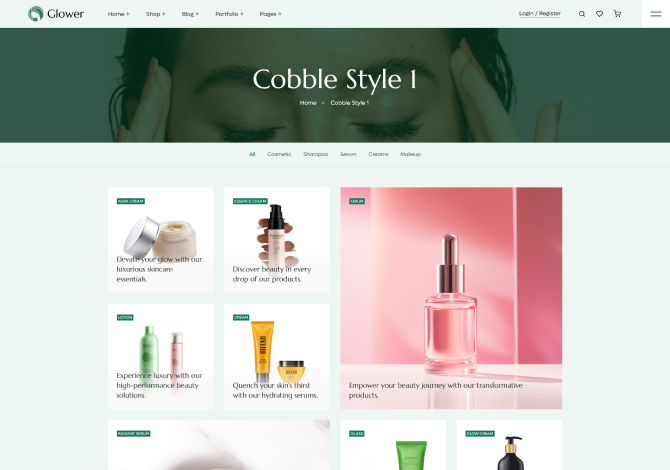 Glower
Home + Shop + Blog + Portfolio + Pages +
Login / Register
Cobble Style 1
Home Cobble Style 1
All Cosmetic Shampoo Serum Creams Makeup
AURA CREAM
Elevate your glow with our
luxurious skincare
essentials.
ESSENCE CREAM
Discover beauty in every
drop of our products.
SERUM
Empower your beauty journey with our transformative
products.
LOTION
Experience luxury with our
high-performance beauty
solutions.
CREAM
BRAND
BRAND
Quench your skin's thirst
with our hydrating serums.
RADIANT SERUM
GLASS
GLOW CREAM